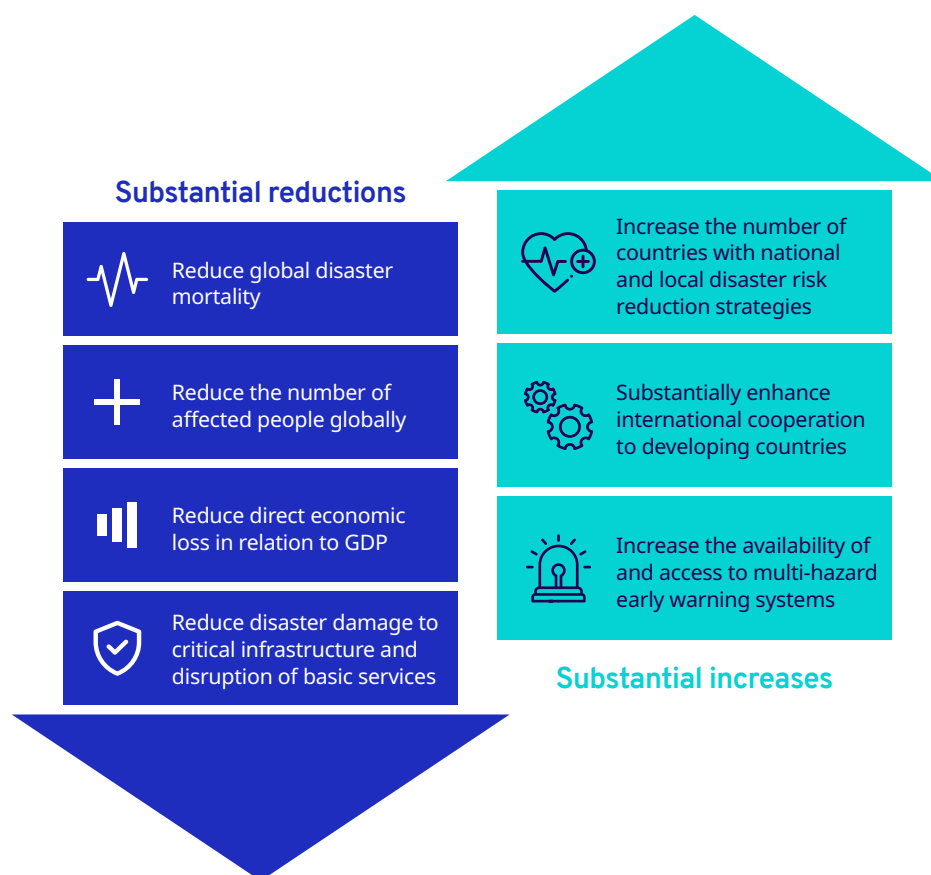 Substantial reductions
Reduce global disaster
mortality
Reduce the number of
affected people globally
Reduce direct economic
loss in relation to GDP
Reduce disaster damage to
critical infrastructure and
disruption of basic services
Increase the number of
countries with national
and local disaster risk
reduction strategies
Substantially enhance
international cooperation
to developing countries
Increase the availability of
and access to multi-hazard
early warning systems
Substantial increases